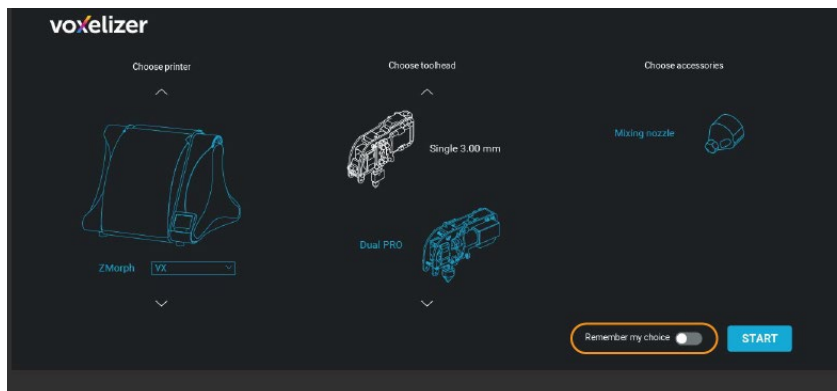 voxelizer
Choose printer
Choose toolhead
Choose accessories
Single 3.00 mm
Mixing nozzle
Dual PRO
ZMorph VX
Remember my choice START